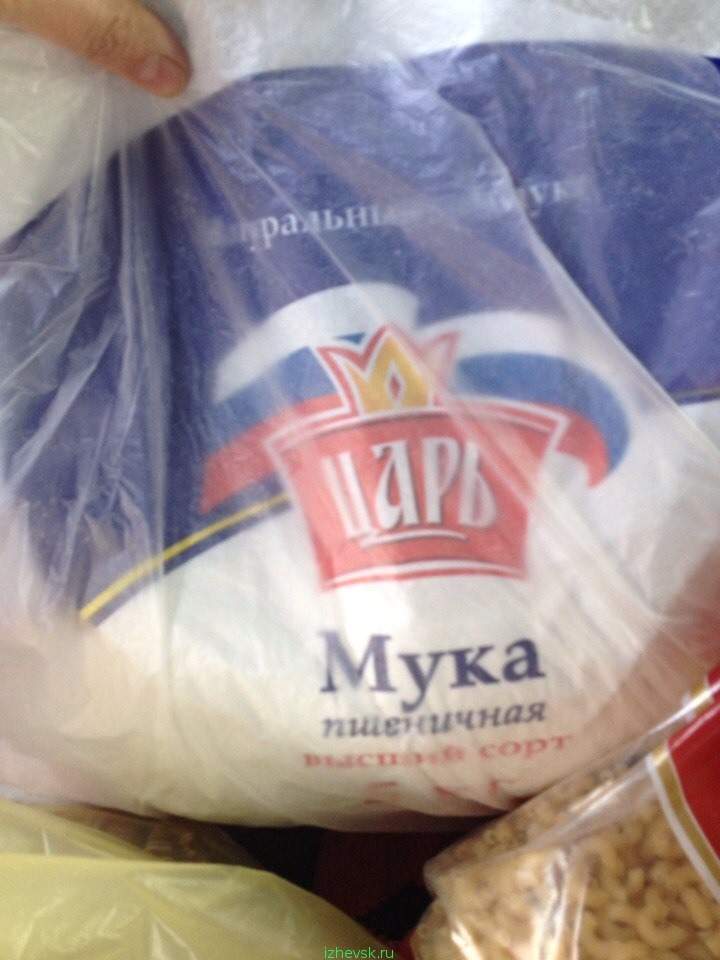 ЦАРЬ
Мука
пшеничная
высший сорт
izhevsk.ru